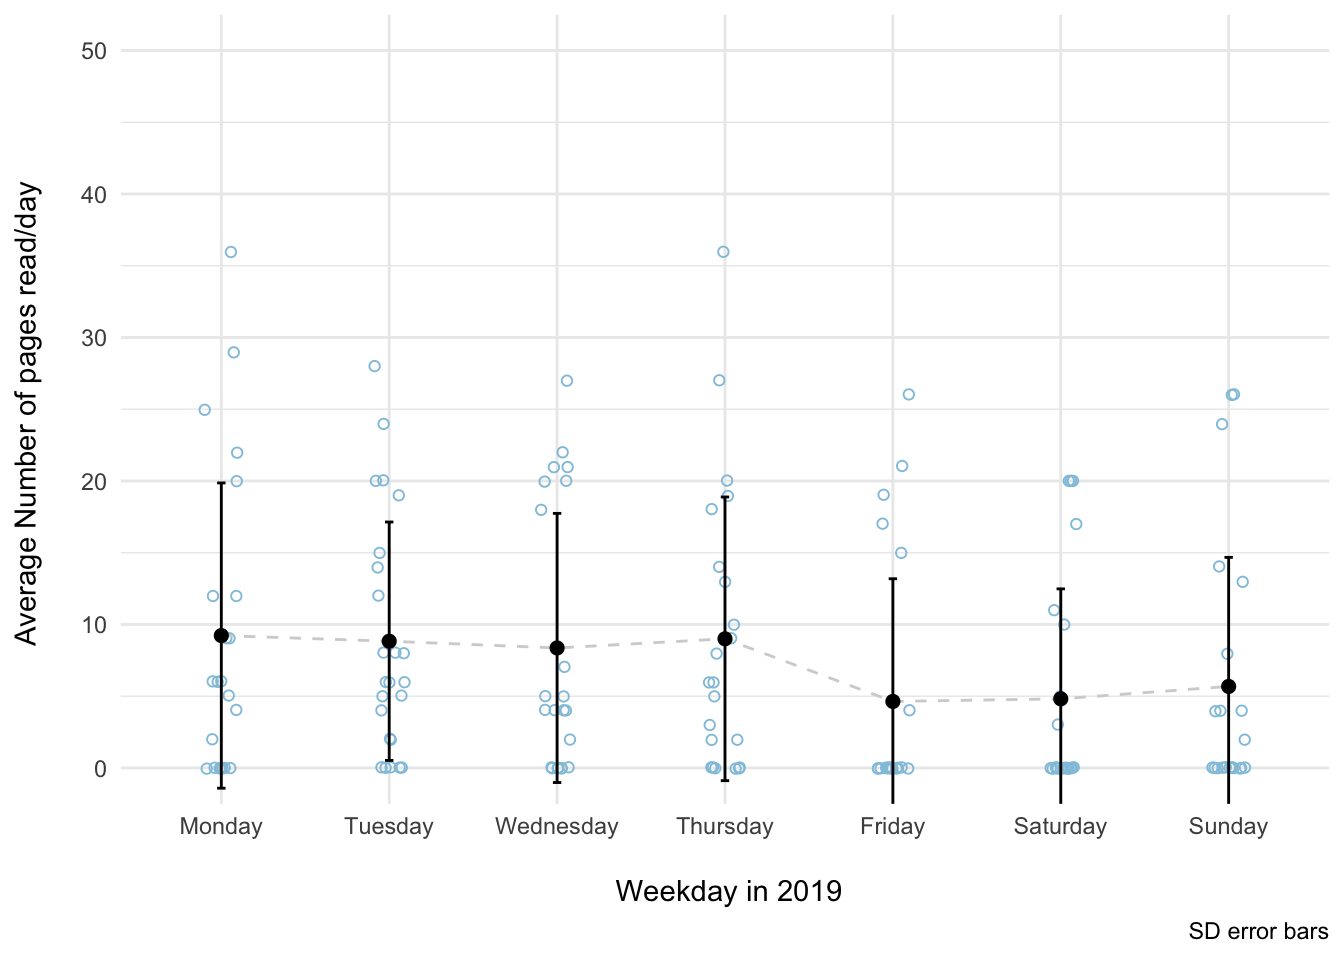 Average Number of pages read/day
50
40
30
20
10
0
Monday Tuesday Wednesday Thursday Friday Saturday Sunday
Weekday in 2019
SD error bars